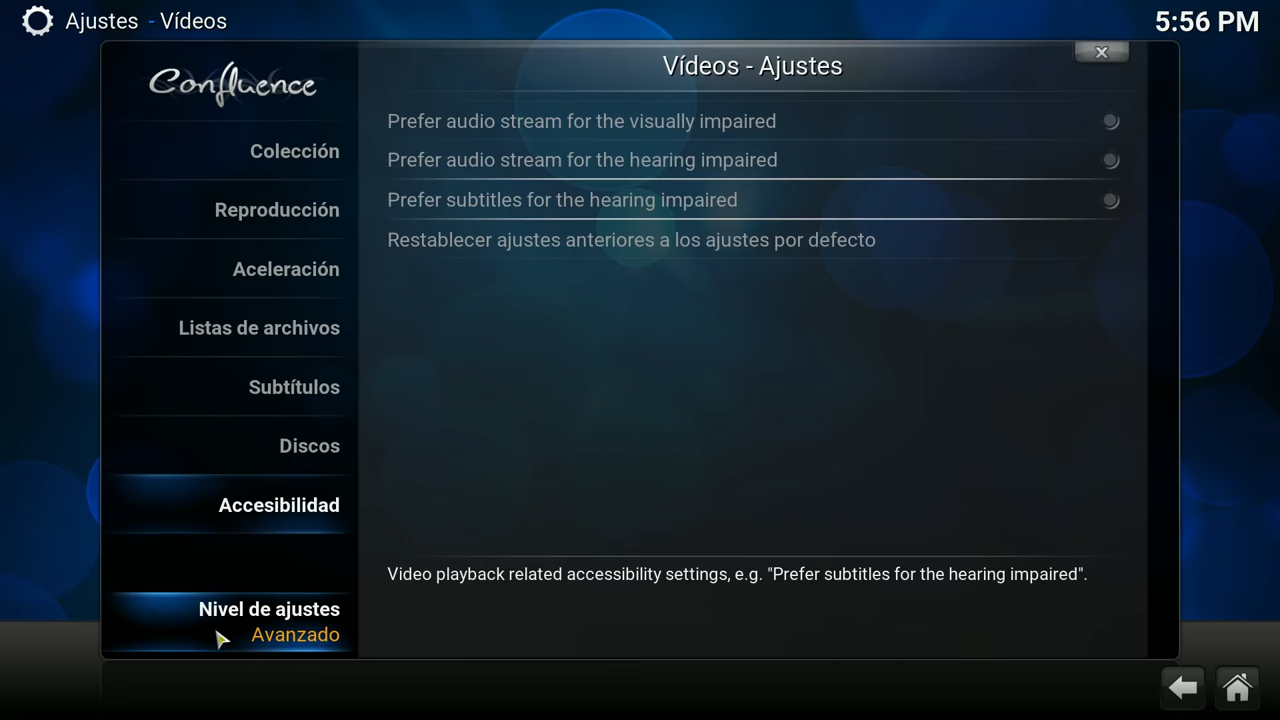 Ajustes - Vídeos
5:56 PM
Confluence
Vídeos - Ajustes
Colección
Reproducción
Aceleración
Listas de archivos
Subtítulos
Discos
Accesibilidad
Nivel de ajustes
Avanzado
Prefer audio stream for the visually impaired
Prefer audio stream for the hearing impaired
Prefer subtitles for the hearing impaired
Restablecer ajustes anteriores a los ajustes por defecto
Video playback related accessibility settings, e.g. "Prefer subtitles for the hearing impaired".